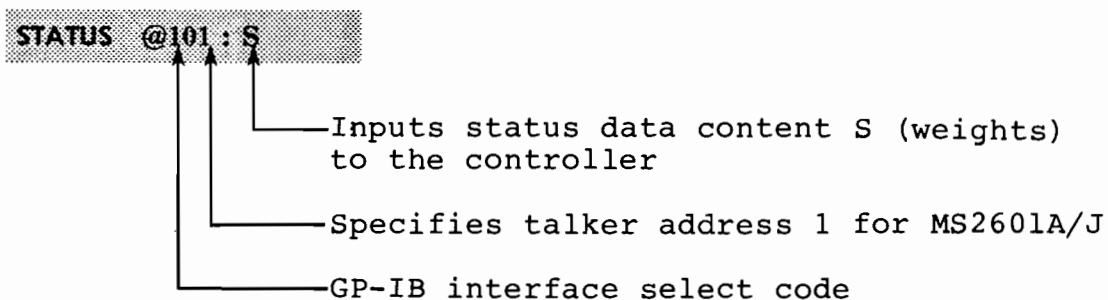 STATUS @101 : S
Inputs status data content S (weights)
to the controller
Specifies talker address 1 for MS2601A/J
GP-IB interface select code